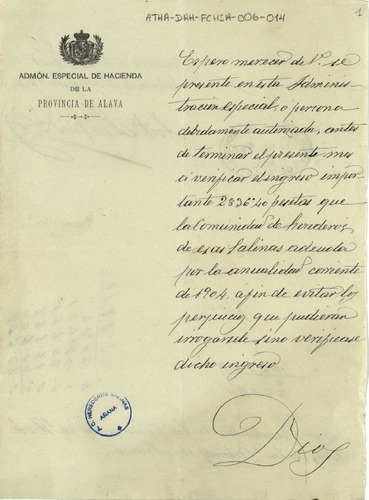 ATHA-DAH-FCHSA-006-014
1
ADMÓN. ESPECIAL DE HACIENDA
DE LA
PROVINCIA DE ALAVA
Espero merecer de V. se
presente en esta Adminis
tracion especial, o persona
debidamente autorizada, antes
de terminar el presente mes
a verificar el ingreso impor
tante 2836'40 pesetas que
la Comunidad de herederos
de esas Salinas adeuda
por la anualidad corriente
de 1904, a fin de evitar los
perjuicios que pudieran
irrogarsele sino verificase
dicho ingreso
Dios
A. C. HEREDEROS SALINAS
AÑANA